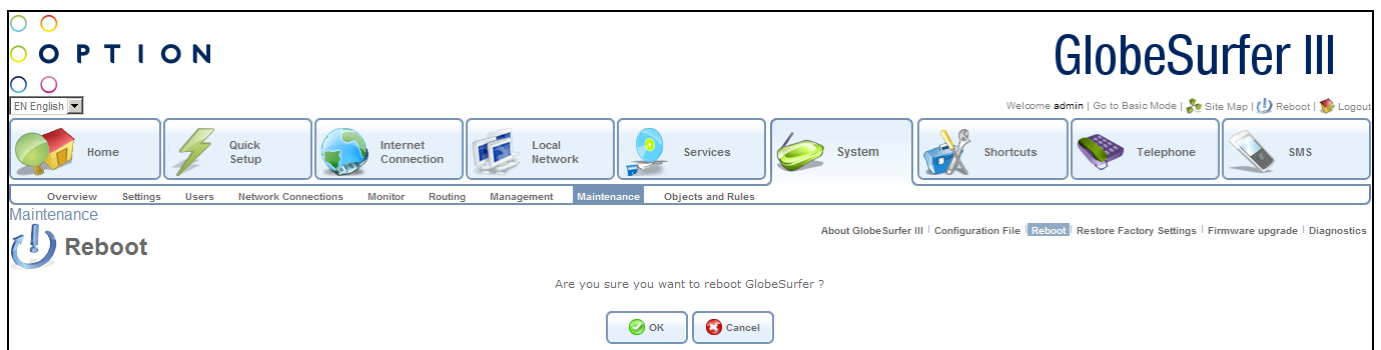 OPTION
GlobeSurfer III
EN English
Welcome admin | Go to Basic Mode | Site Map | Reboot | Logout
Home
Quick Setup
Internet Connection
Local Network
Services
System
Shortcuts
Telephone
SMS
Overview Settings Users Network Connections Monitor Routing Management Maintenance Objects and Rules
Maintenance
Reboot
About GlobeSurfer III | Configuration File | Reboot | Restore Factory Settings | Firmware upgrade | Diagnostics
Are you sure you want to reboot GlobeSurfer ?
OK
Cancel